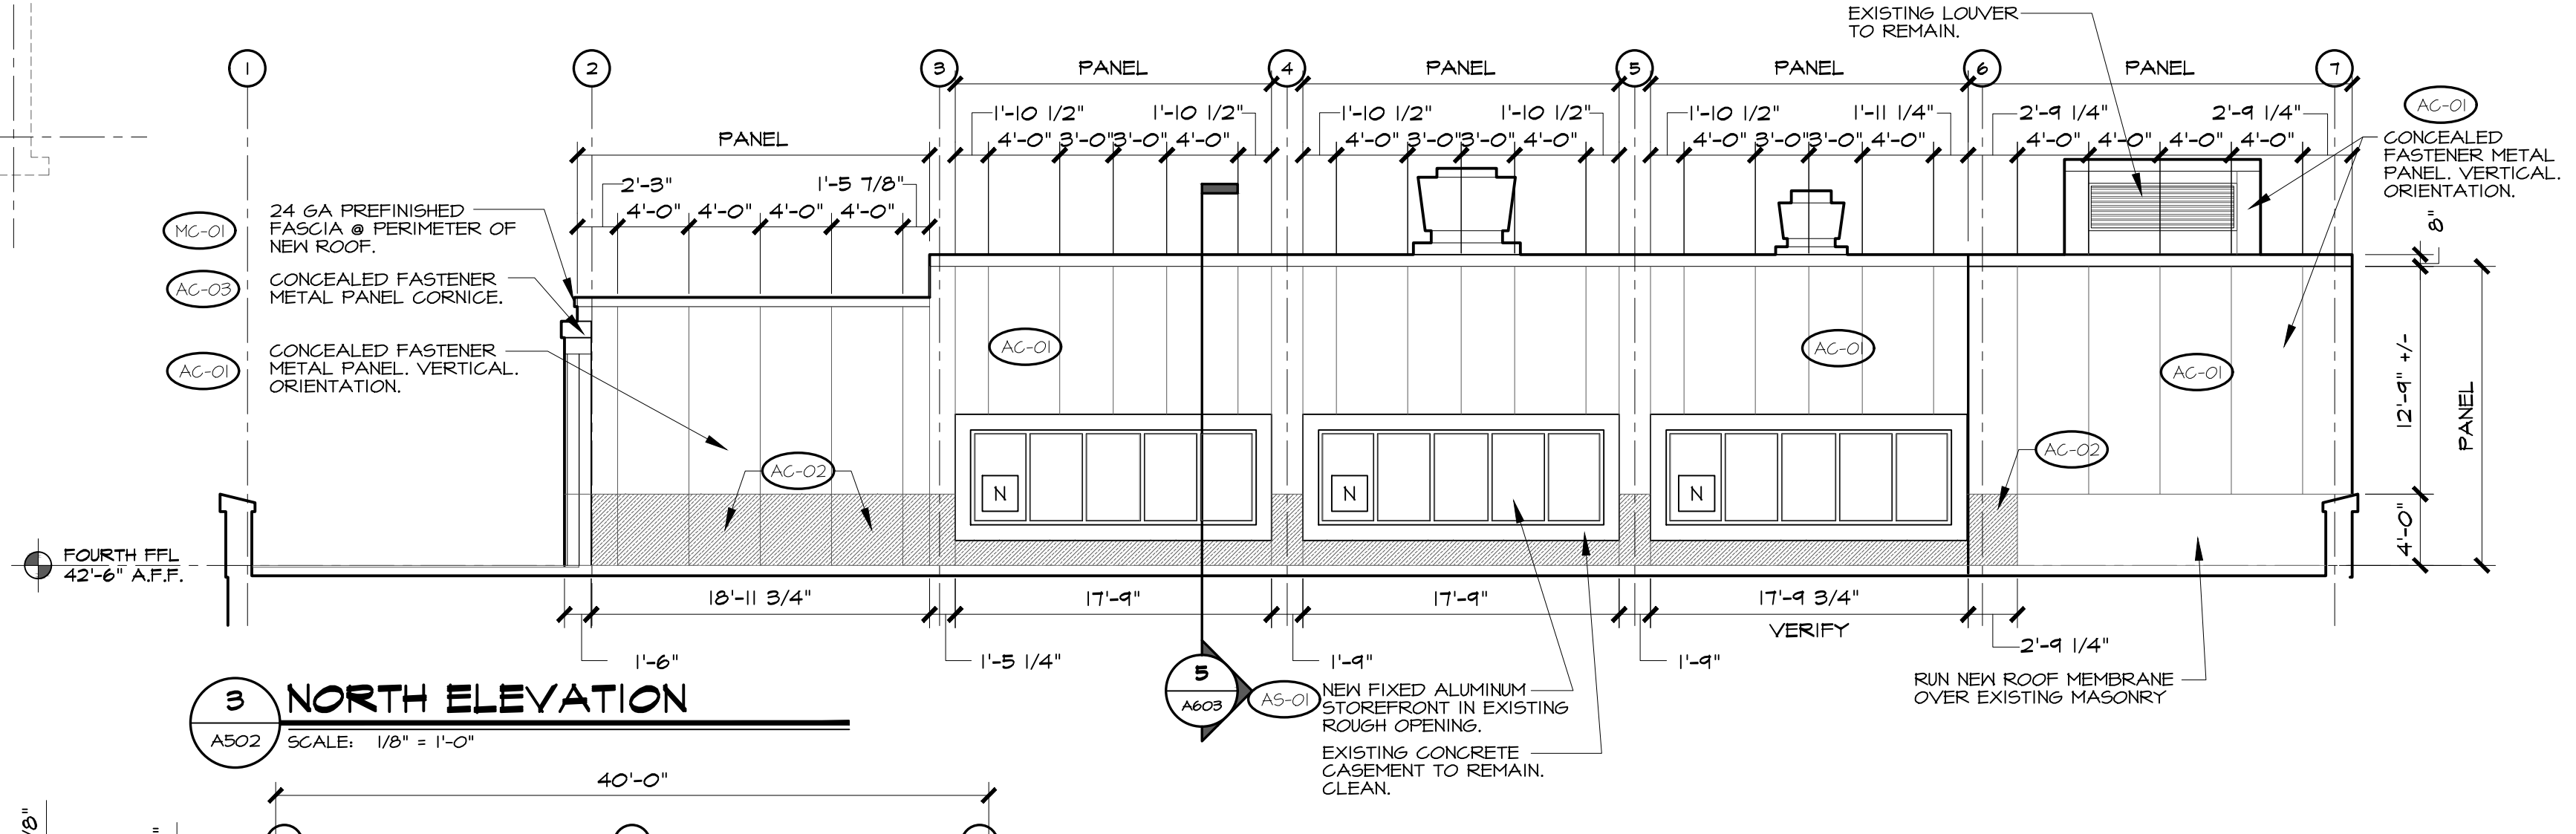 EXISTING LOUVER
TO REMAIN.
1
2
3
PANEL
4
PANEL
5
PANEL
6
PANEL
7
AC-01
1'-10 1/2"
1'-10 1/2"
1'-10 1/2"
1'-10 1/2"
1'-10 1/2"
1'-11 1/4"
2'-9 1/4"
2'-9 1/4"
PANEL
4'-0"
3'-0"
3'-0"
4'-0"
4'-0"
3'-0"
3'-0"
4'-0"
4'-0"
3'-0"
3'-0"
4'-0"
4'-0"
4'-0"
4'-0"
4'-0"
CONCEALED
FASTENER METAL
PANEL. VERTICAL.
ORIENTATION.
2'-3"
1'-5 7/8"
4'-0"
4'-0"
4'-0"
4'-0"
8"
MC-01
24 GA PREFINISHED
FASCIA @ PERIMETER OF
NEW ROOF.
AC-03
CONCEALED FASTENER
METAL PANEL CORNICE.
AC-01
CONCEALED FASTENER
METAL PANEL. VERTICAL.
ORIENTATION.
AC-01
AC-01
AC-01
12'-9" +/-
PANEL
AC-02
AC-02
N
N
N
4'-0"
FOURTH FFL
42'-6" A.F.F.
18'-11 3/4"
17'-9"
17'-9"
17'-9 3/4"
VERIFY
1'-6"
1'-5 1/4"
1'-9"
1'-9"
2'-9 1/4"
5
A603
AS-01
NEW FIXED ALUMINUM
STOREFRONT IN EXISTING
ROUGH OPENING.
EXISTING CONCRETE
CASEMENT TO REMAIN.
CLEAN.
RUN NEW ROOF MEMBRANE
OVER EXISTING MASONRY
3
A502
NORTH ELEVATION
SCALE: 1/8" = 1'-0"
40'-0"
/8"